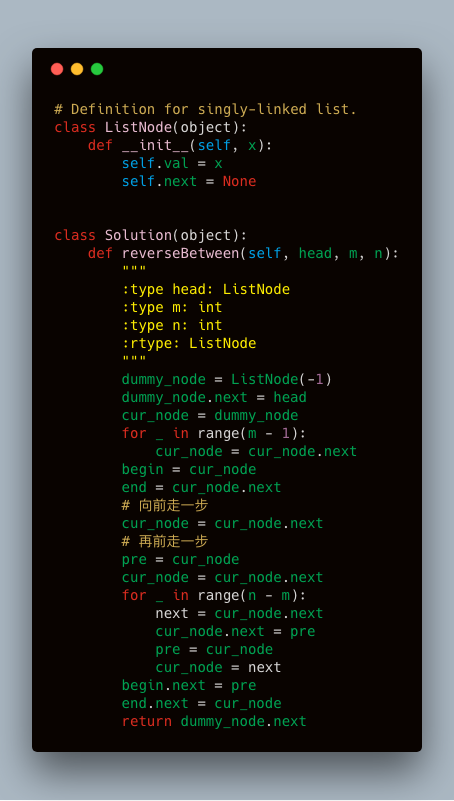 # Definition for singly-linked list.
class ListNode(object):
    def __init__(self, x):
        self.val = x
        self.next = None
class Solution(object):
    def reverseBetween(self, head, m, n):
        """
        :type head: ListNode
        :type m: int
        :type n: int
        :rtype: ListNode
        """
        dummy_node = ListNode(-1)
        dummy_node.next = head
        cur_node = dummy_node
        for _ in range(m - 1):
            cur_node = cur_node.next
        begin = cur_node
        end = cur_node.next
        # 向前走一步
        cur_node = cur_node.next
        # 再前走一步
        pre = cur_node
        cur_node = cur_node.next
        for _ in range(n - m):
            next = cur_node.next
            cur_node.next = pre
            pre = cur_node
            cur_node = next
        begin.next = pre
        end.next = cur_node
        return dummy_node.next